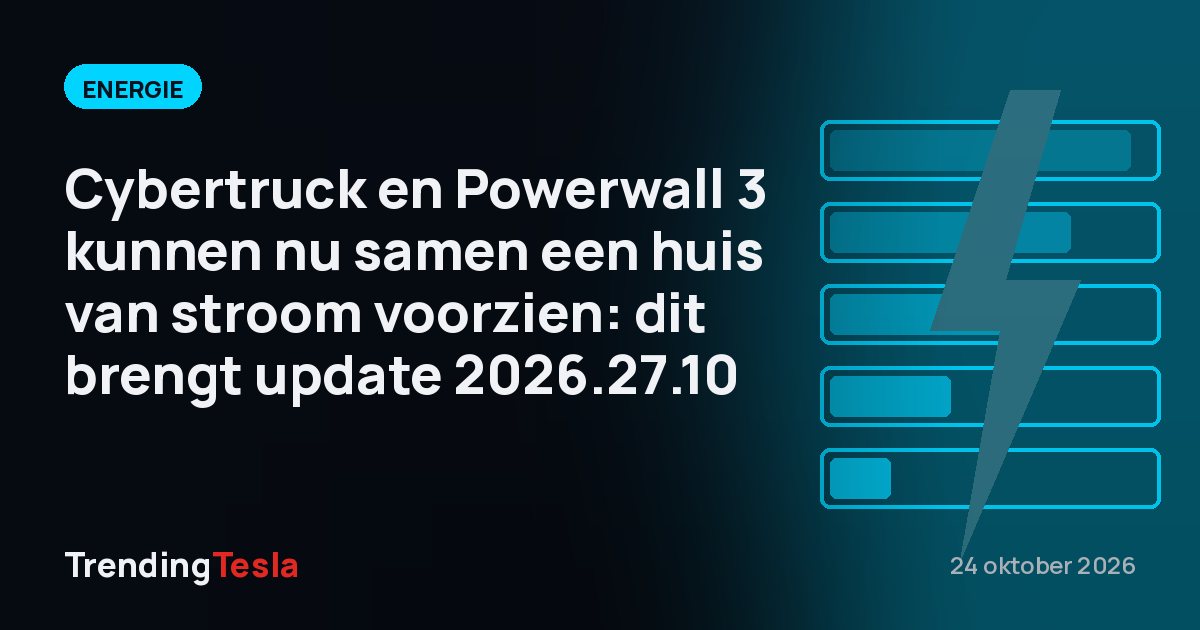 ENERGIE
Cybertruck en Powerwall 3
kunnen nu samen een huis
van stroom voorzien: dit
brengt update 2026.27.10
TrendingTesla
24 oktober 2026